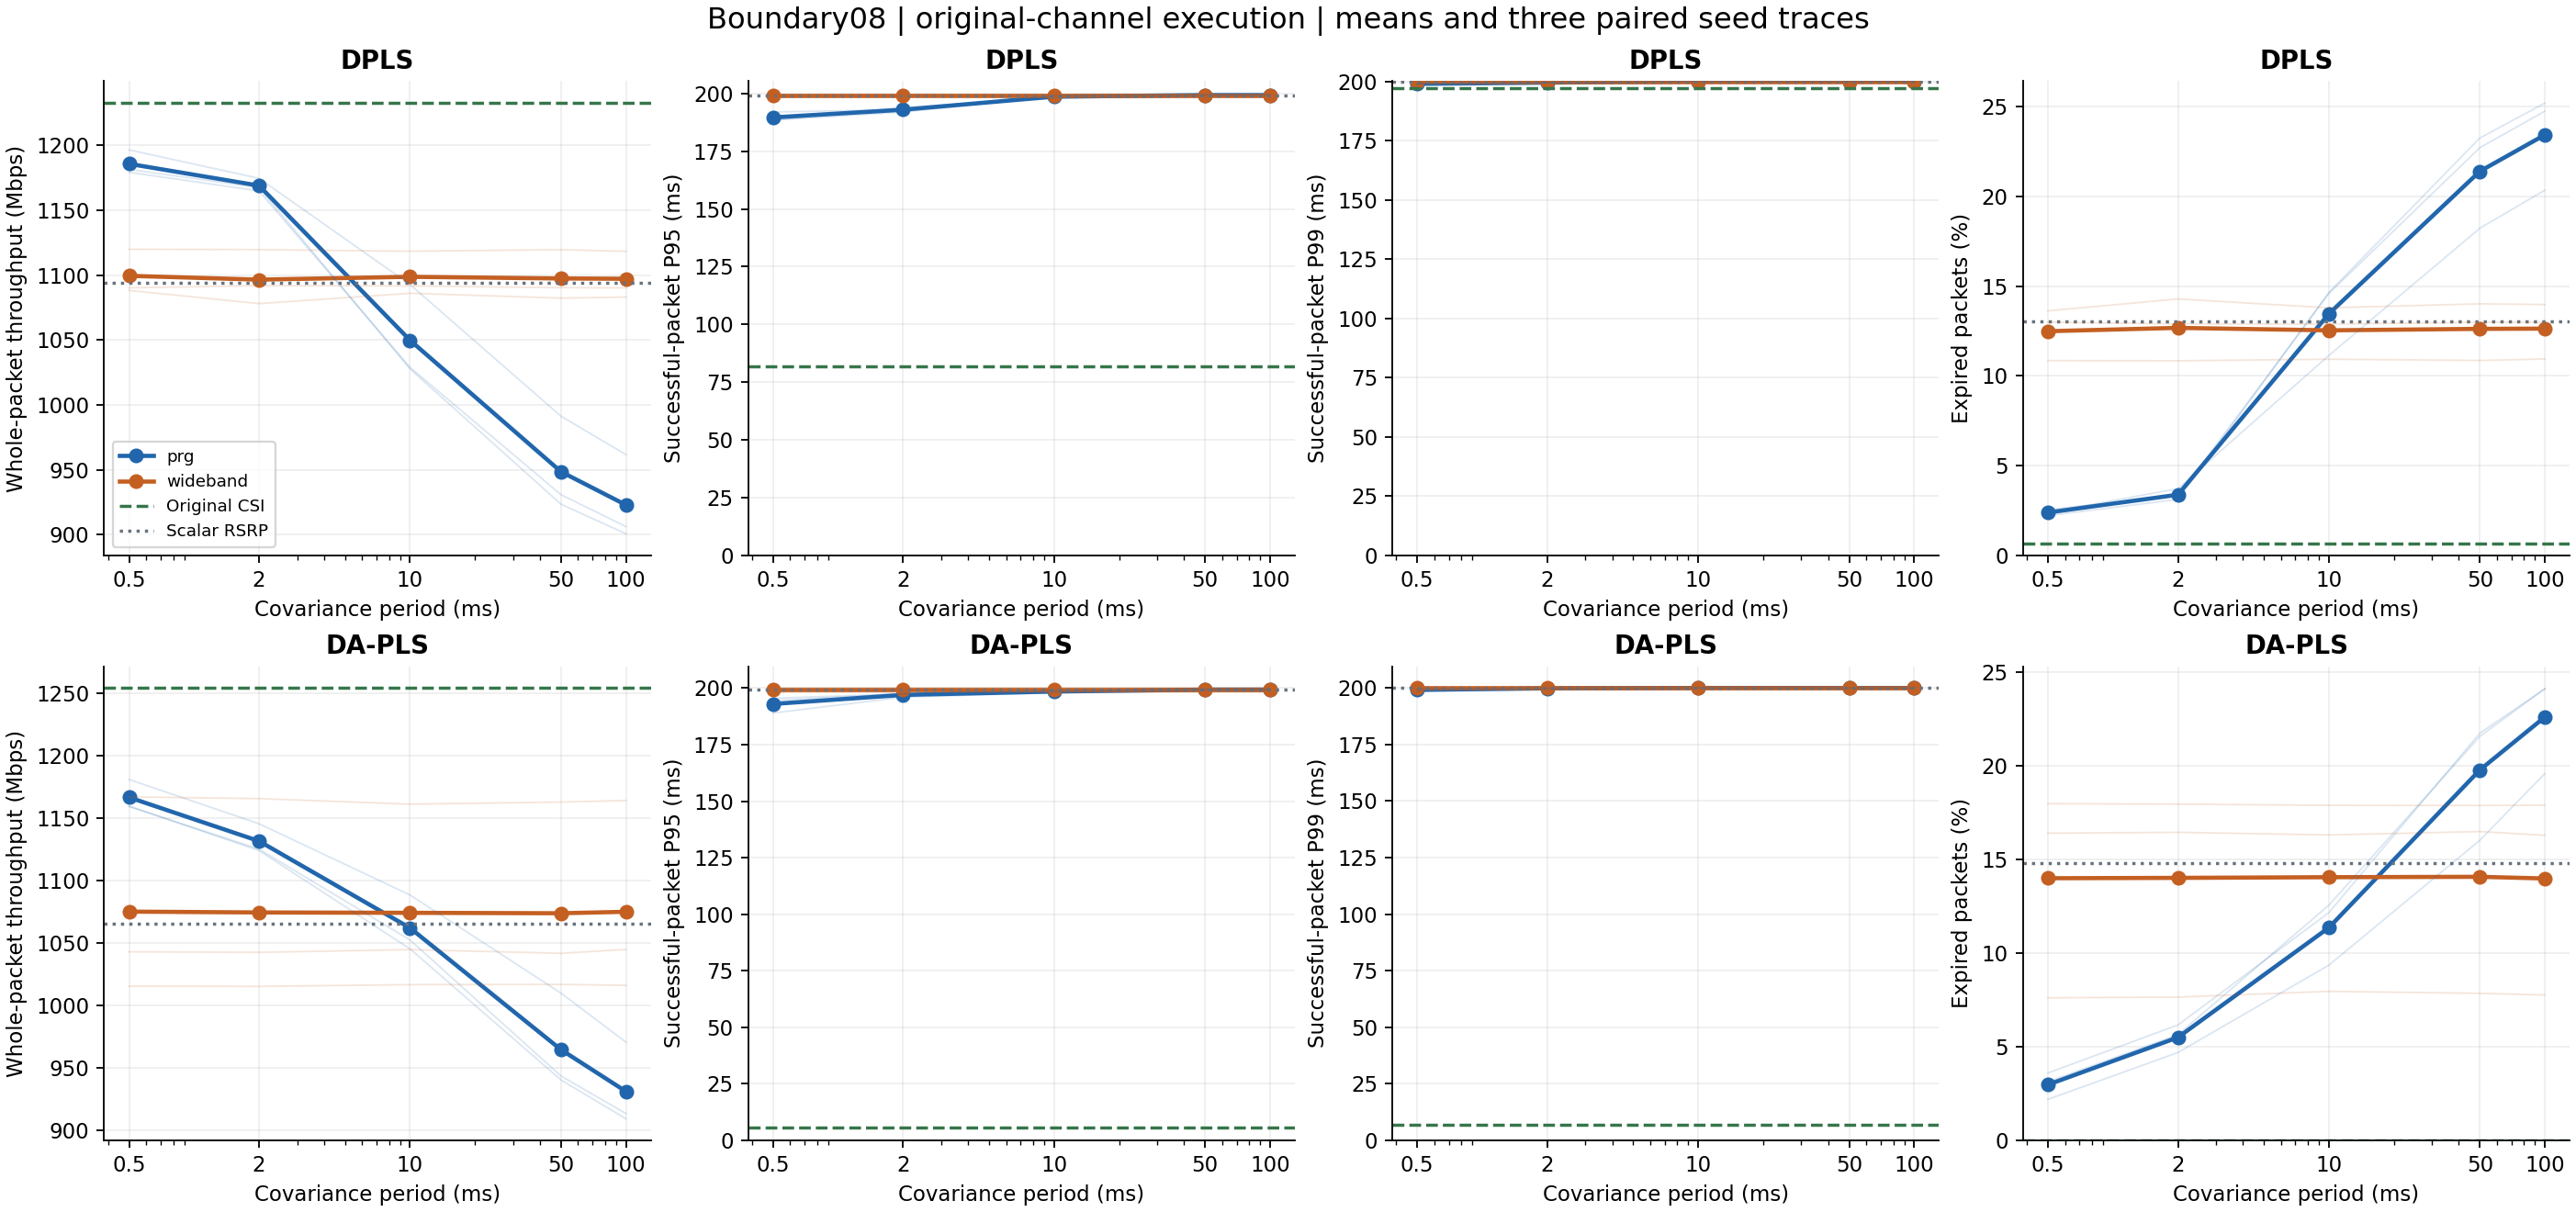 Boundary08 | original-channel execution | means and three paired seed traces
DPLS
Whole-packet throughput (Mbps)
1200
1150
1100
1050
1000
950
900
prg
wideband
Original CSI
Scalar RSRP
0.5 2 10 50 100
Covariance period (ms)
DPLS
Successful-packet P95 (ms)
200
175
150
125
100
75
50
25
0
0.5 2 10 50 100
Covariance period (ms)
DPLS
Successful-packet P99 (ms)
200
175
150
125
100
75
50
25
0
0.5 2 10 50 100
Covariance period (ms)
DPLS
Expired packets (%)
25
20
15
10
5
0
0.5 2 10 50 100
Covariance period (ms)
DA-PLS
Whole-packet throughput (Mbps)
1250
1200
1150
1100
1050
1000
950
900
0.5 2 10 50 100
Covariance period (ms)
DA-PLS
Successful-packet P95 (ms)
200
175
150
125
100
75
50
25
0
0.5 2 10 50 100
Covariance period (ms)
DA-PLS
Successful-packet P99 (ms)
200
175
150
125
100
75
50
25
0
0.5 2 10 50 100
Covariance period (ms)
DA-PLS
Expired packets (%)
25
20
15
10
5
0
0.5 2 10 50 100
Covariance period (ms)